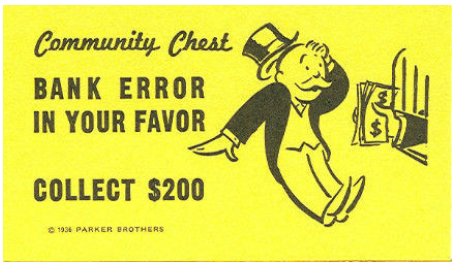 Community Chest
BANK ERROR
IN YOUR FAVOR
COLLECT $200
© 1936 PARKER BROTHERS
$
$